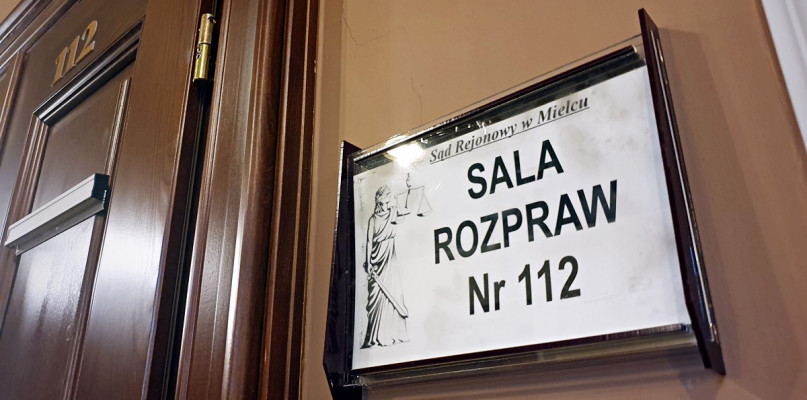 112
Sąd Rejonowy w Mielcu
SALA
ROZPRAW
Nr 112